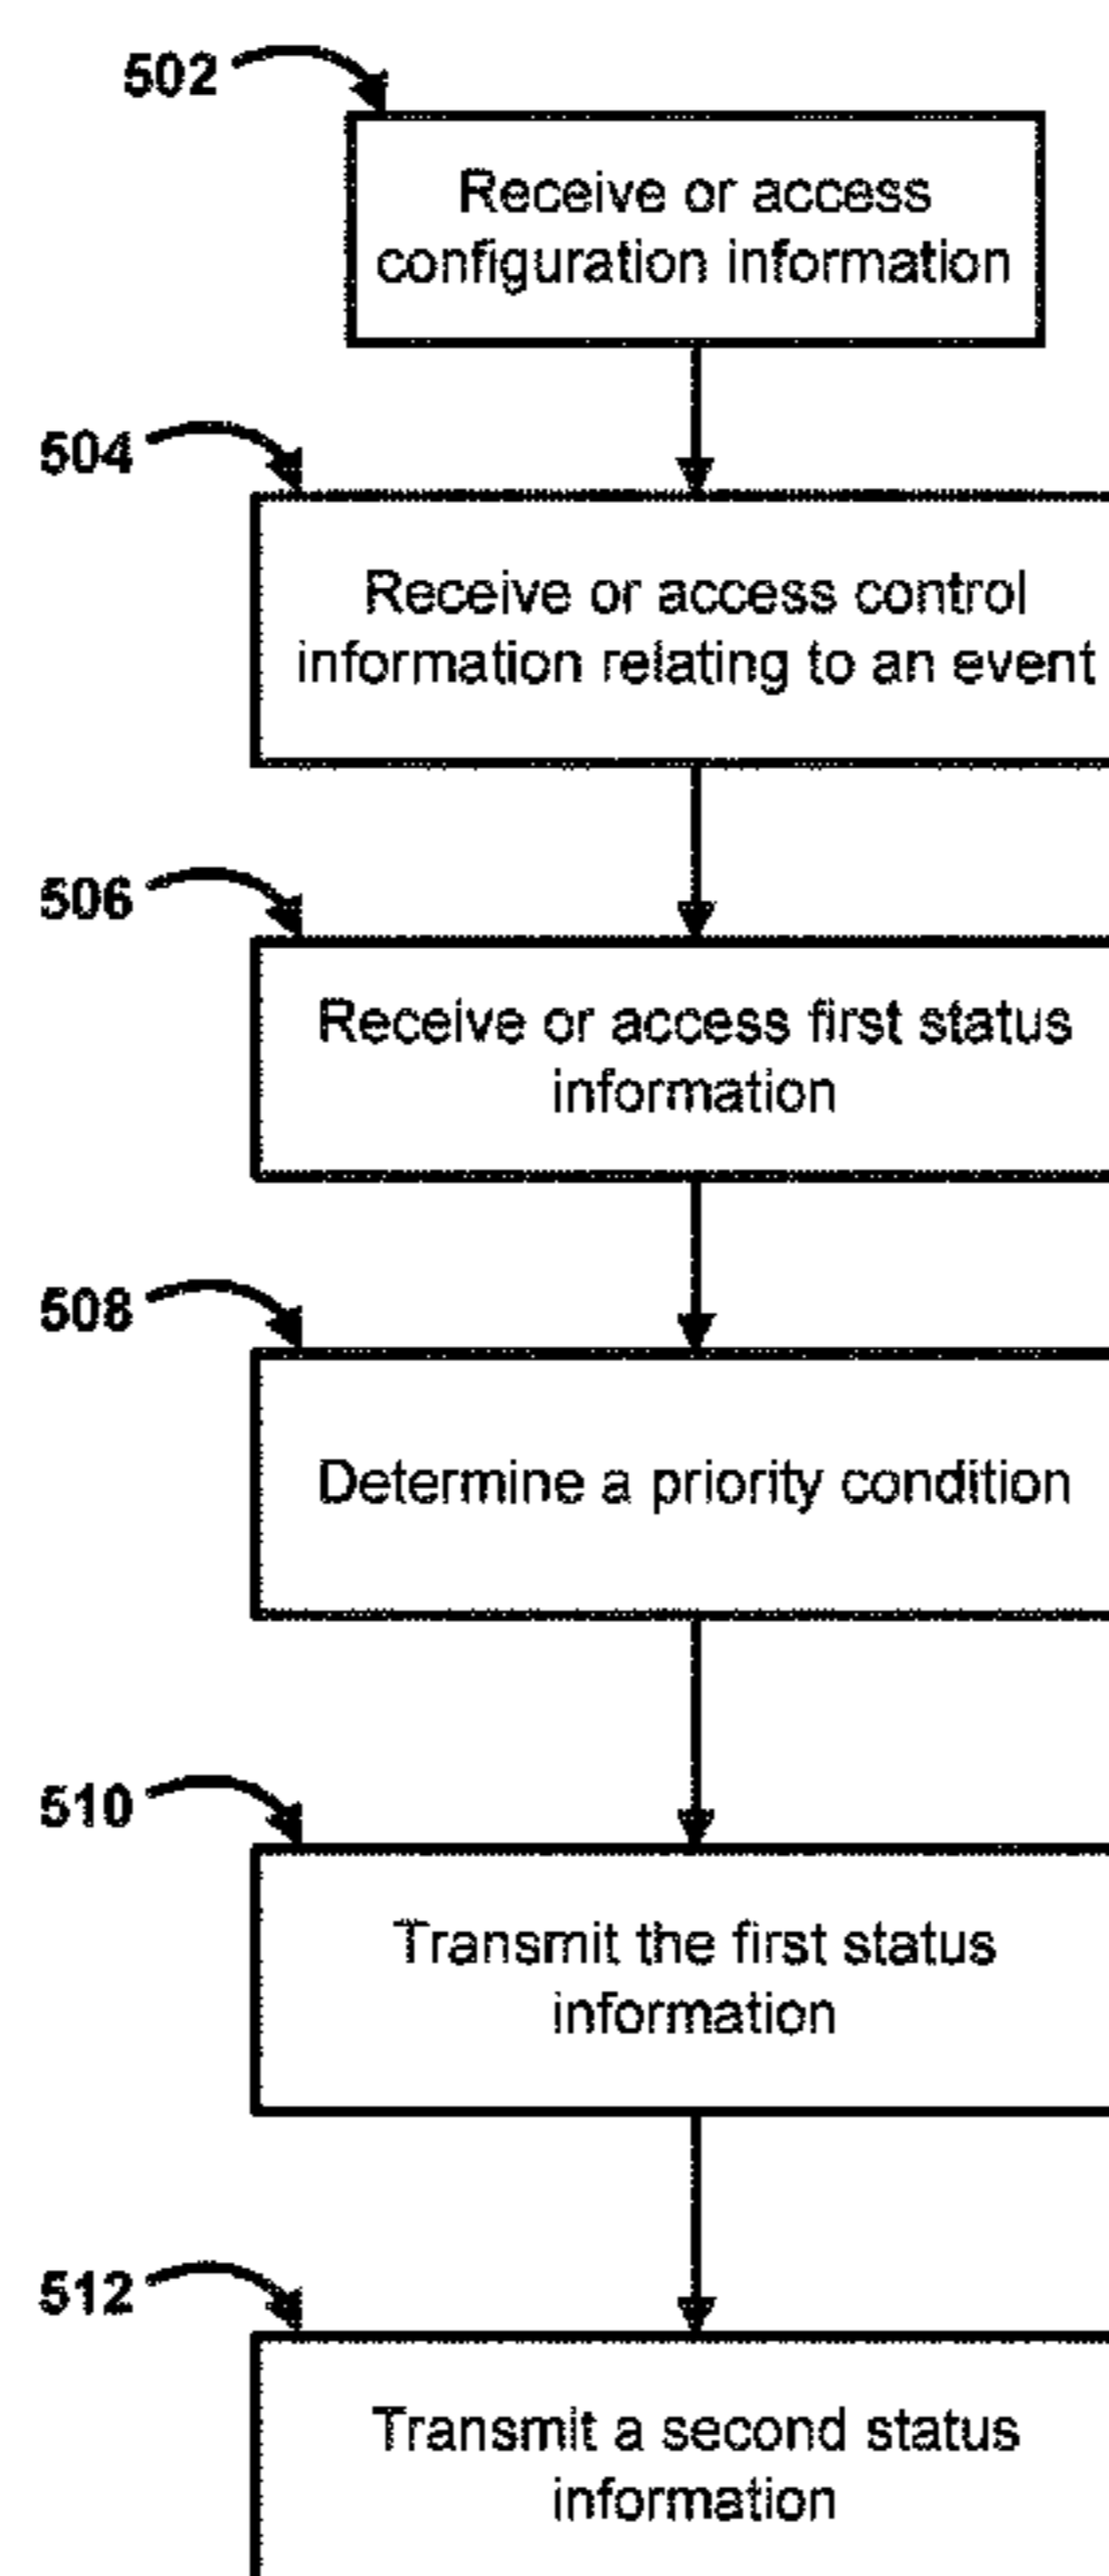 502
Receive or access
configuration information
504
Receive or access control
information relating to an event
506
Receive or access first status
information
508
Determine a priority condition
510
Transmit the first status
information
512
Transmit a second status
information